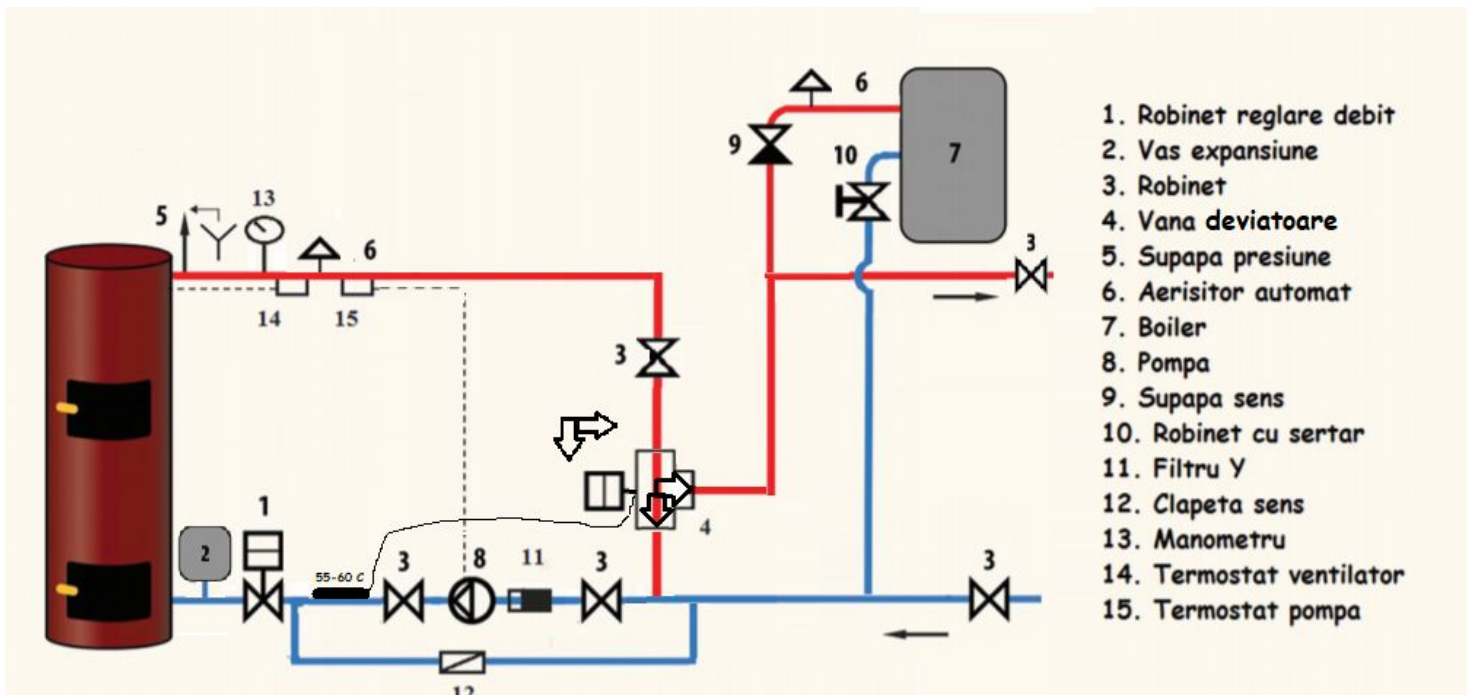 6
9
10
7
5
13
6
3
14
15
3
4
1
2
55-60 C
3
8
11
3
3
12
1. Robinet reglare debit
2. Vas expansiune
3. Robinet
4. Vana deviatoare
5. Supapa presiune
6. Aerisitor automat
7. Boiler
8. Pompa
9. Supapa sens
10. Robinet cu sertar
11. Filtru Y
12. Clapeta sens
13. Manometru
14. Termostat ventilator
15. Termostat pompa